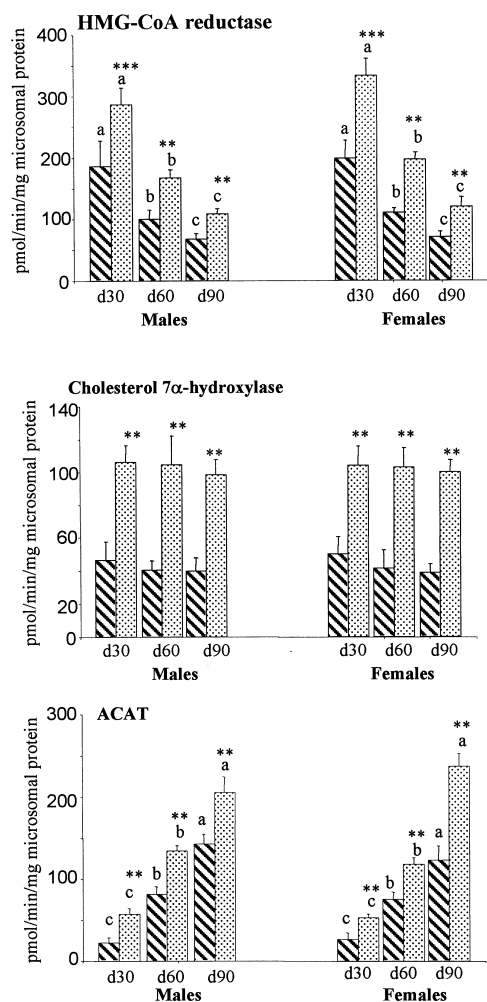 HMG-CoA reductase
pmol/min/mg microsomal protein
400
300
200
100
0
a
*** a
b
** b
c
** c
a
*** a
b
** b
c
** c
d30 d60 d90 d30 d60 d90
Males Females
Cholesterol 7α-hydroxylase
pmol/min/mg microsomal protein
140
100
60
20
0
** ** ** ** ** **
d30 d60 d90 d30 d60 d90
Males Females
ACAT
pmol/min/mg microsomal protein
300
200
100
0
c
** c
b
** b
a
** a
c
** c
b
** b
a
** a
d30 d60 d90 d30 d60 d90
Males Females